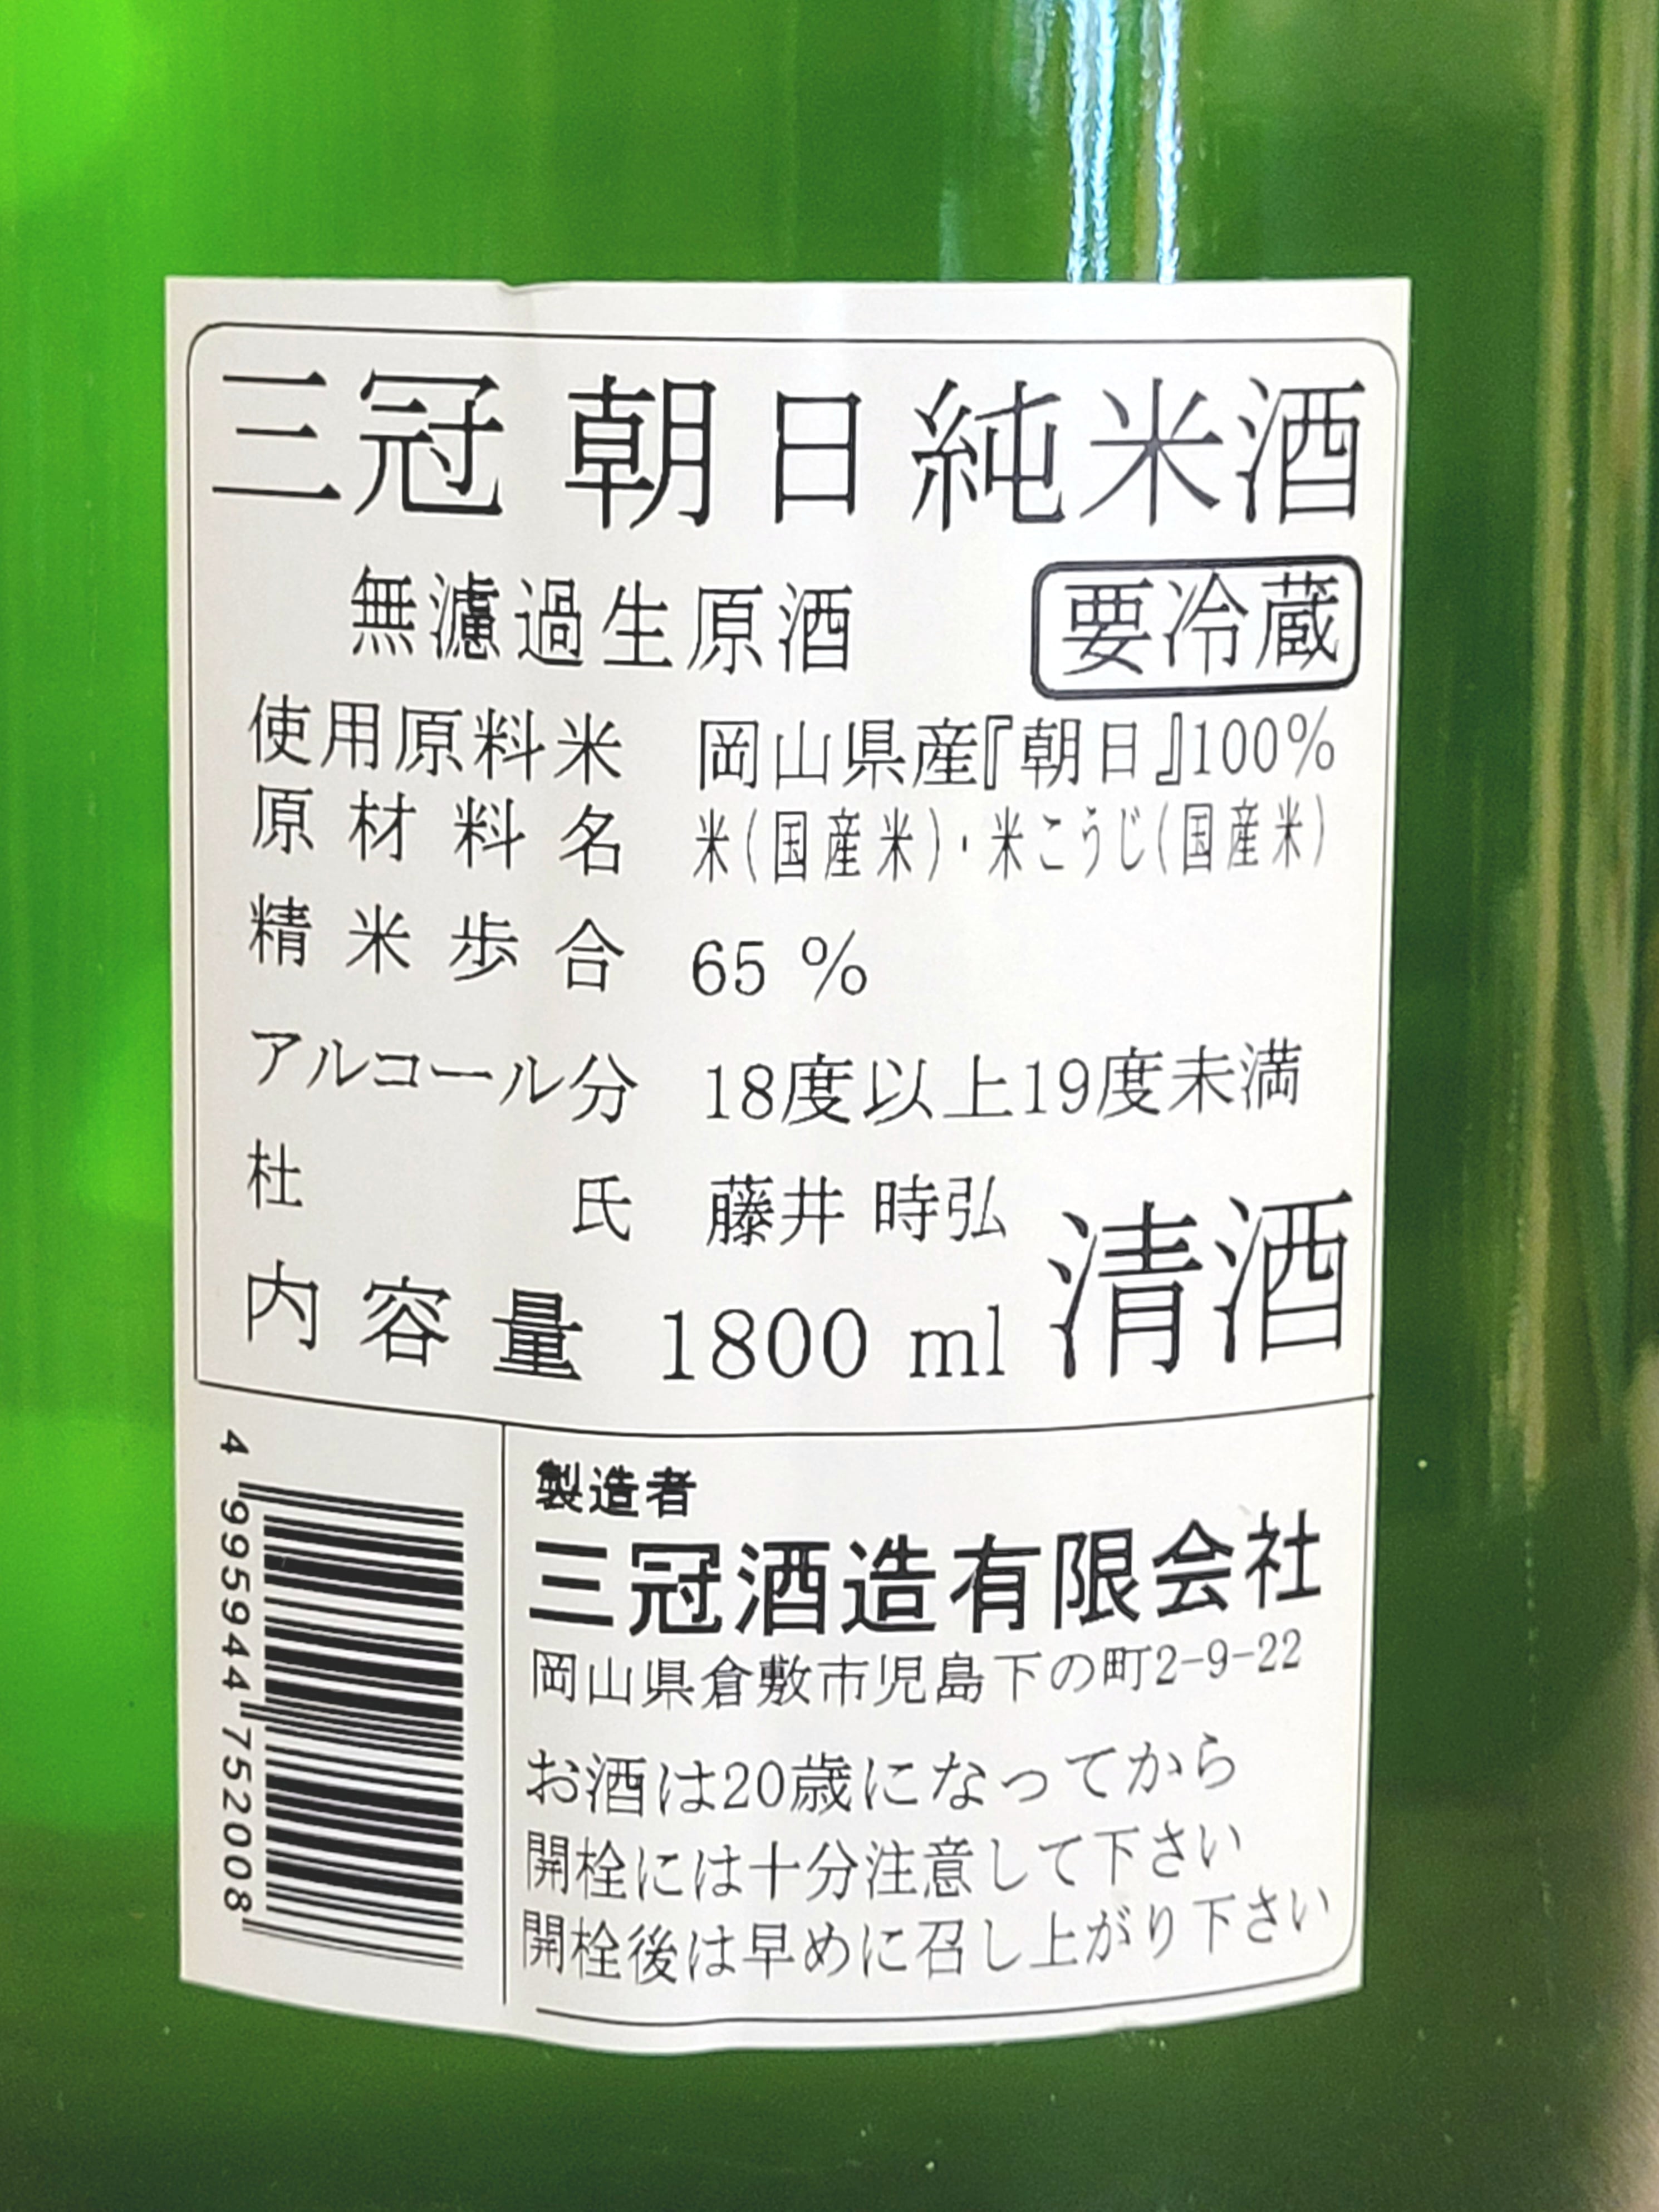 三冠 朝日純米酒
無濾過生原酒 要冷蔵
使用原料米 岡山県産『朝日』100%
原材料名 米(国産米)・米こうじ(国産米)
精米歩合 65 %
アルコール分 18度以上19度未満
杜氏 藤井 時弘
内容量 1800 ml 清酒
4 995944 752008
製造者
三冠酒造有限会社
岡山県倉敷市児島下の町2-9-22
お酒は20歳になってから
開栓には十分注意して下さい
開栓後は早めに召し上がり下さい